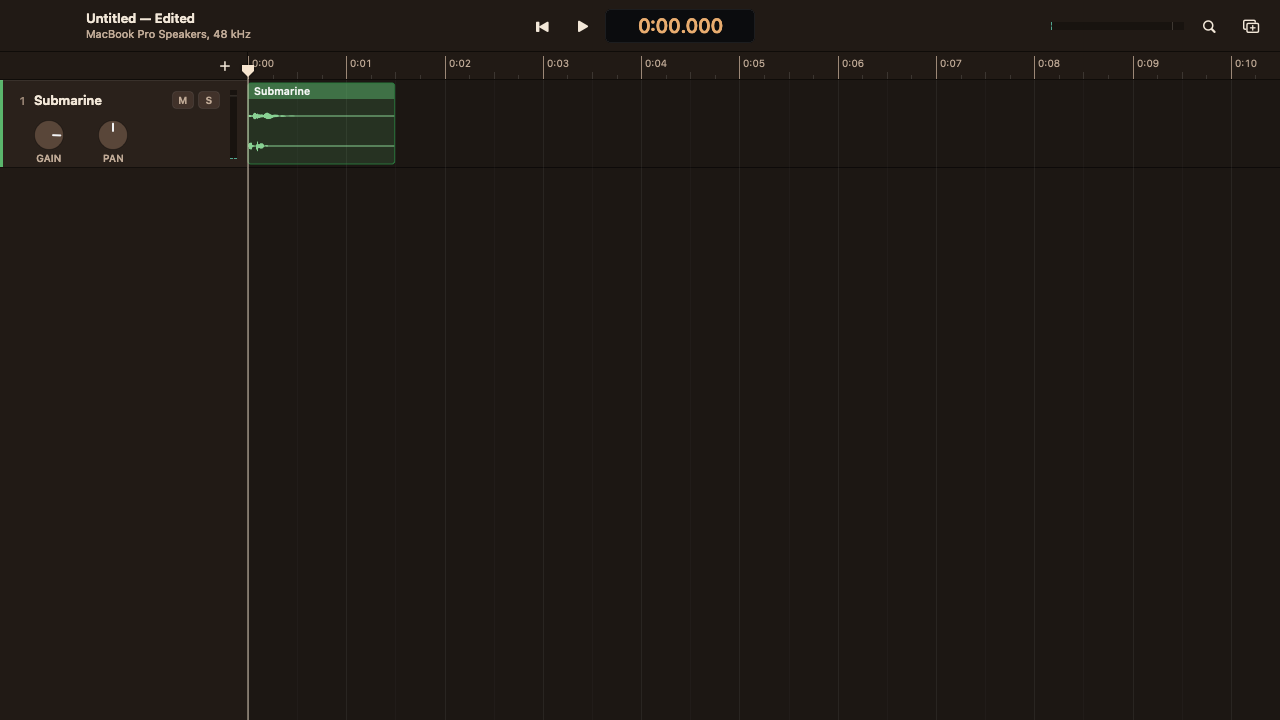 Untitled — Edited
MacBook Pro Speakers, 48 kHz
0:00.000
0:00 0:01 0:02 0:03 0:04 0:05 0:06 0:07 0:08 0:09 0:10
1 Submarine M S
GAIN PAN
Submarine